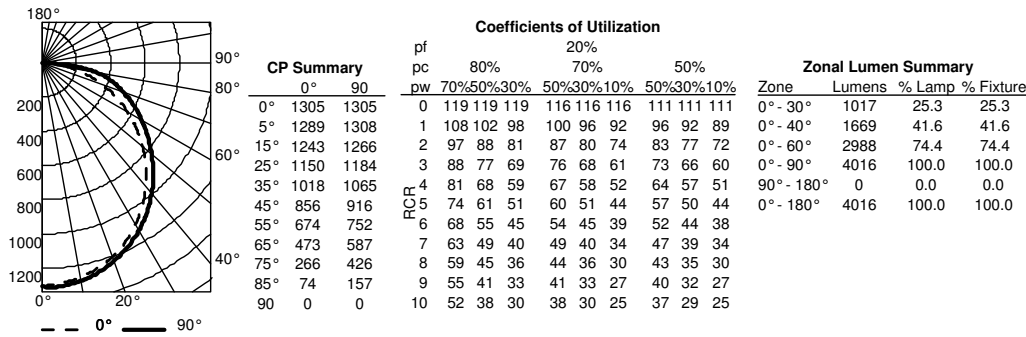 180°
90°
80°
60°
40°
200
400
600
800
1000
1200
0° 20°
0° 90°
CP Summary
0° 90
0° 1305 1305
5° 1289 1308
15° 1243 1266
25° 1150 1184
35° 1018 1065
45° 856 916
55° 674 752
65° 473 587
75° 266 426
85° 74 157
90 0 0
Coefficients of Utilization
pf 20%
pc 80% 70% 50%
pw 70%50%30% 50%30%10% 50%30%10%
RCR
0 119 119 119 116 116 116 111 111 111
1 108 102 98 100 96 92 96 92 89
2 97 88 81 87 80 74 83 77 72
3 88 77 69 76 68 61 73 66 60
4 81 68 59 67 58 52 64 57 51
5 74 61 51 60 51 44 57 50 44
6 68 55 45 54 45 39 52 44 38
7 63 49 40 49 40 34 47 39 34
8 59 45 36 44 36 30 43 35 30
9 55 41 33 41 33 27 40 32 27
10 52 38 30 38 30 25 37 29 25
Zonal Lumen Summary
Zone Lumens % Lamp % Fixture
0°- 30° 1017 25.3 25.3
0°- 40° 1669 41.6 41.6
0°- 60° 2988 74.4 74.4
0°- 90° 4016 100.0 100.0
90°- 180° 0 0.0 0.0
0°- 180° 4016 100.0 100.0